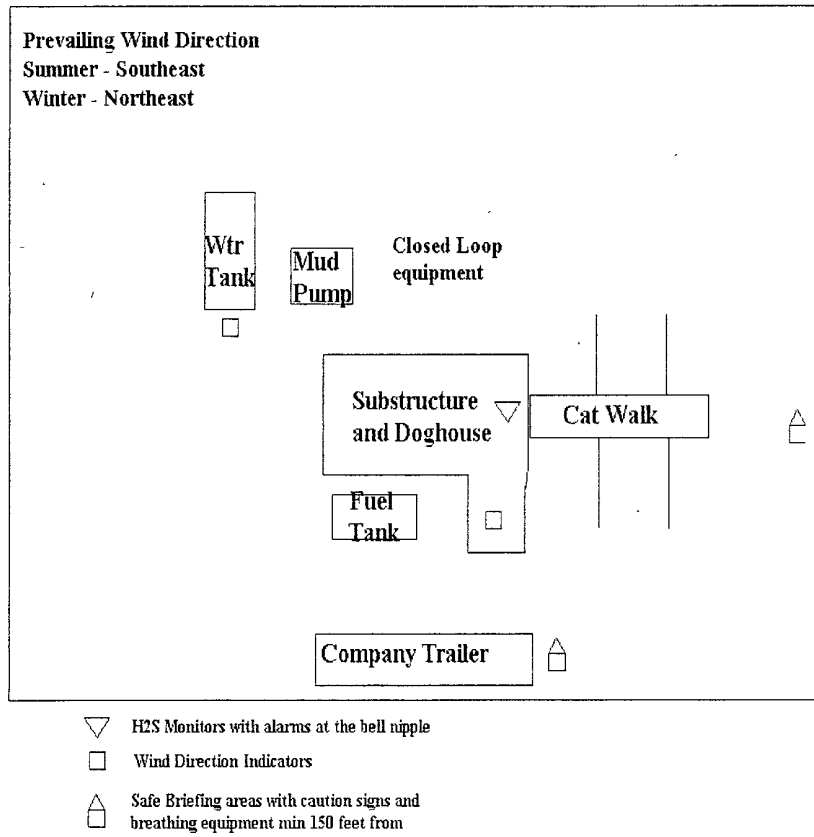 Prevailing Wind Direction
Summer - Southeast
Winter - Northeast
Wtr
Tank
Mud
Pump
Closed Loop
equipment
Substructure
and Doghouse
Cat Walk
Fuel
Tank
Company Trailer
H2S Monitors with alarms at the bell nipple
Wind Direction Indicators
Safe Briefing areas with caution signs and
breathing equipment min 150 feet from